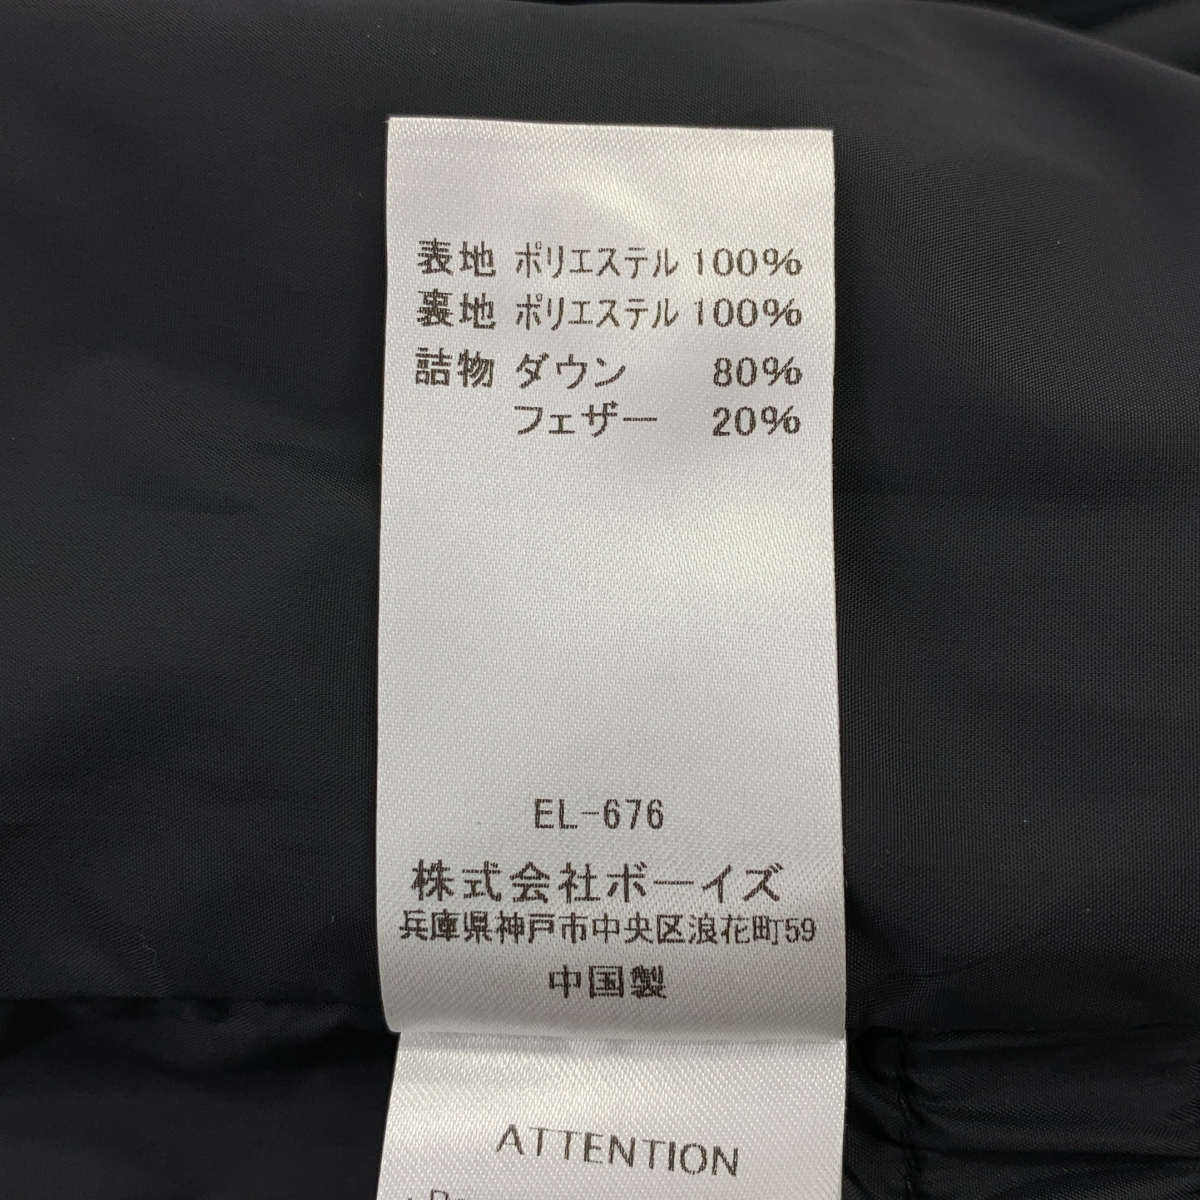 表地 ポリエステル 100%
裏地 ポリエステル 100%
詰物 ダウン 80%
フェザー 20%
EL-676
株式会社ボーイズ
兵庫県神戸市中央区浪花町59
中国製
ATTENTION